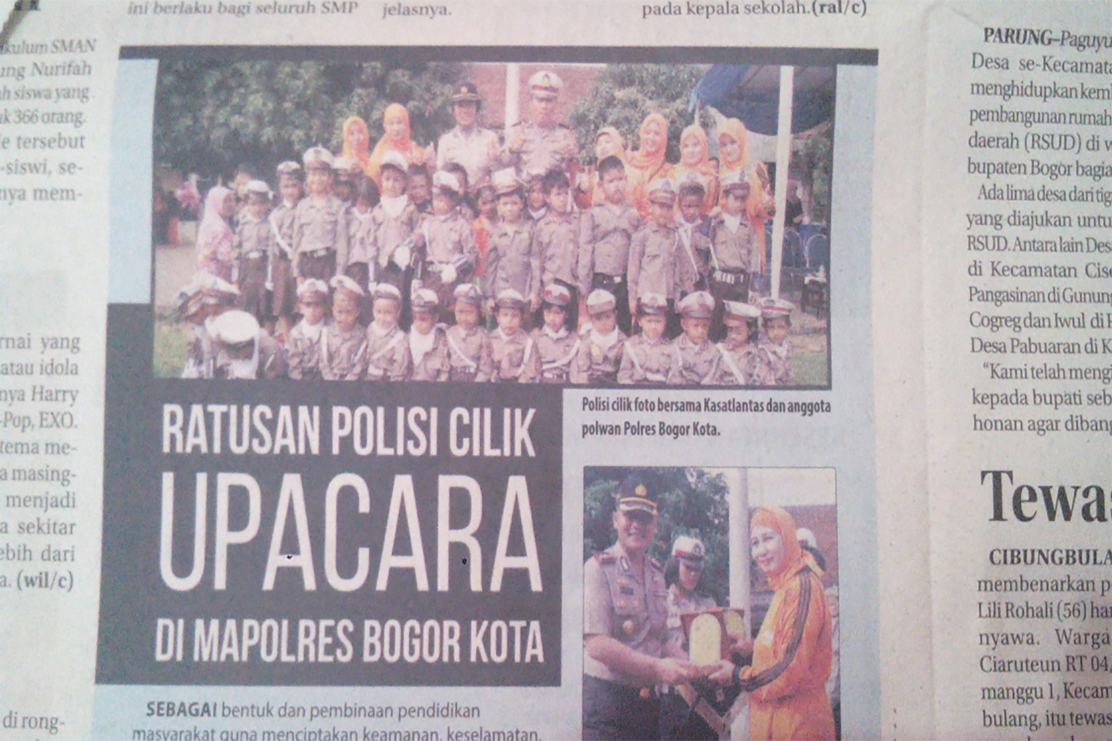 ini berlaku bagi seluruh SMP
jelasnya.
pada kepala sekolah.(ral/c)
SMAN
ung Nurifah
siswa yang
366 orang.
tersebut
-siswi, se-
nya mem-
rnai yang
atau idola
nya Harry
-Pop, EXO.
tema me-
a masing-
menjadi
a sekitar
ebih dari
a. (wil/c)
di rong-
Polisi cilik foto bersama Kasatlantas dan anggota
polwan Polres Bogor Kota.
RATUSAN POLISI CILIK
UPACARA
DI MAPOLRES BOGOR KOTA
SEBAGAI bentuk dan pembinaan pendidikan
masyarakat guna menciptakan keamanan, keselamatan,
PARUNG–Paguyu
Desa se-Kecamata
menghidupkan kem
pembangunan rumah
daerah (RSUD) di w
bupaten Bogor bagia
Ada lima desa dari tig
yang diajukan untu
RSUD. Antara lain Des
di Kecamatan Cise
Pangasinan di Gunun
Cogreg dan Iwul di P
Desa Pabuaran di K
“Kami telah mengi
kepada bupati seb
honan agar dibang
Tewas
CIBUNGBULA
membenarkan p
Lili Rohali (56) ha
nyawa. Warga
Ciaruteun RT 04,
manggu 1, Kecam
bulang, itu tewas